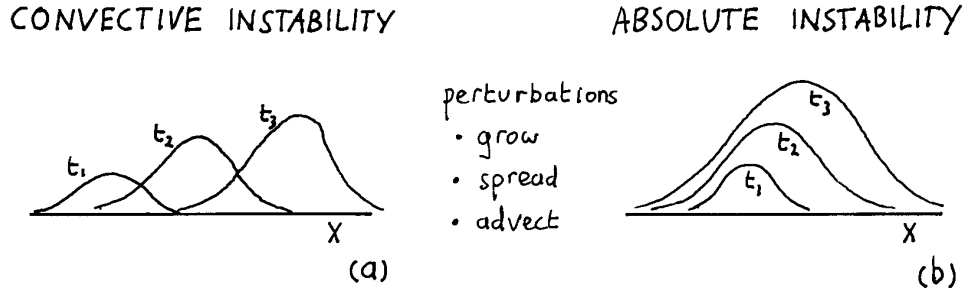 CONVECTIVE INSTABILITY
t₁
t₂
t₃
X
(a)
perturbations
• grow
• spread
• advect
ABSOLUTE INSTABILITY
t₃
t₂
t₁
X
(b)